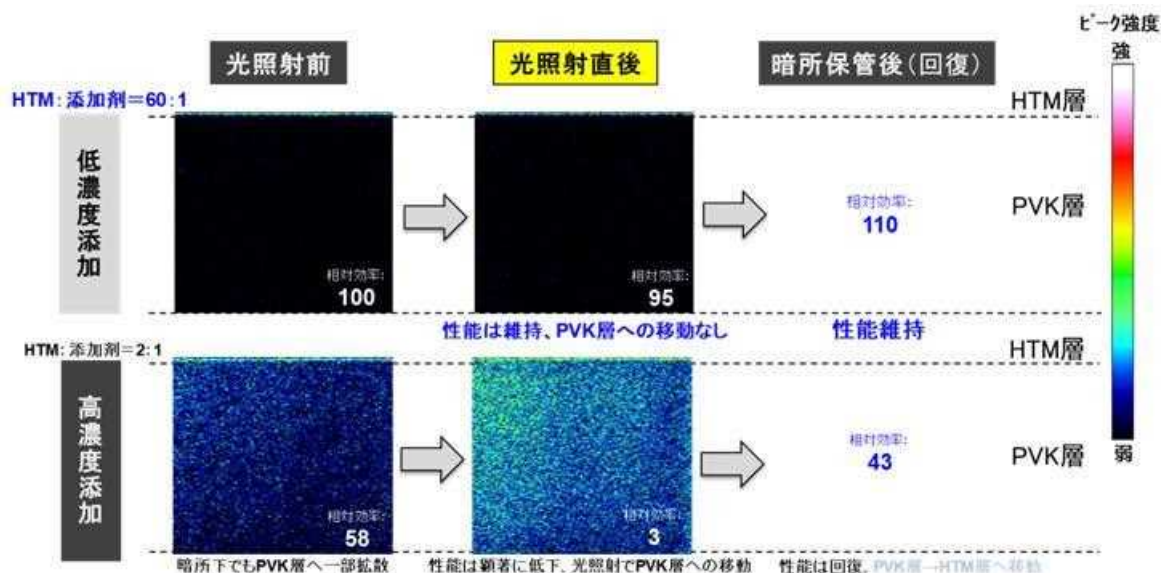 ピーク強度
強
光照射前
光照射直後
暗所保管後(回復)
HTM:添加剤=60:1
HTM層
低濃度添加
PVK層
相対効率:
100
相対効率:
95
相対効率:
110
性能は維持、PVK層への移動なし
性能維持
HTM:添加剤=2:1
HTM層
高濃度添加
PVK層
弱
相対効率:
58
相対効率:
3
相対効率:
43
暗所下でもPVK層へ一部拡散
性能は顕著に低下、光照射でPVK層への移動
性能は回復、PVK層→HTM層へ移動